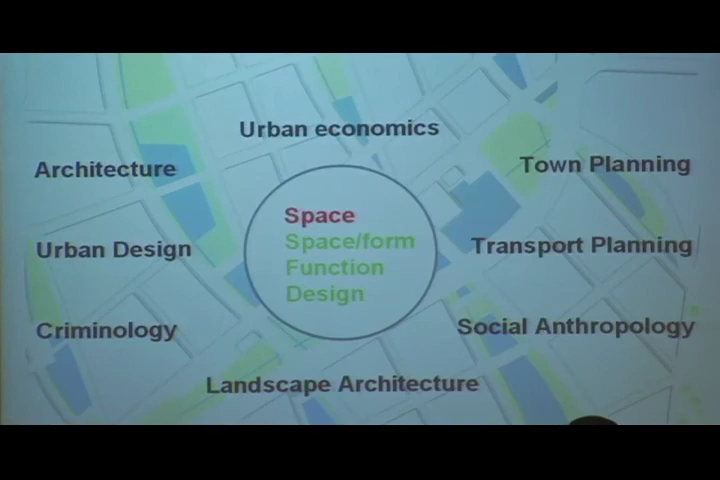 Urban economics
Architecture
Town Planning
Space
Space/form
Function
Design
Urban Design
Transport Planning
Criminology
Social Anthropology
Landscape Architecture